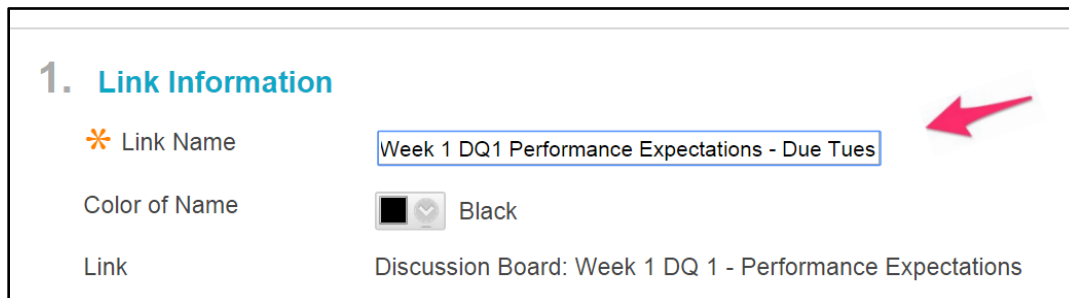 1. Link Information
Link Name Week 1 DQ1 Performance Expectations - Due Tues
Color of Name Black
Link Discussion Board: Week 1 DQ 1 - Performance Expectations